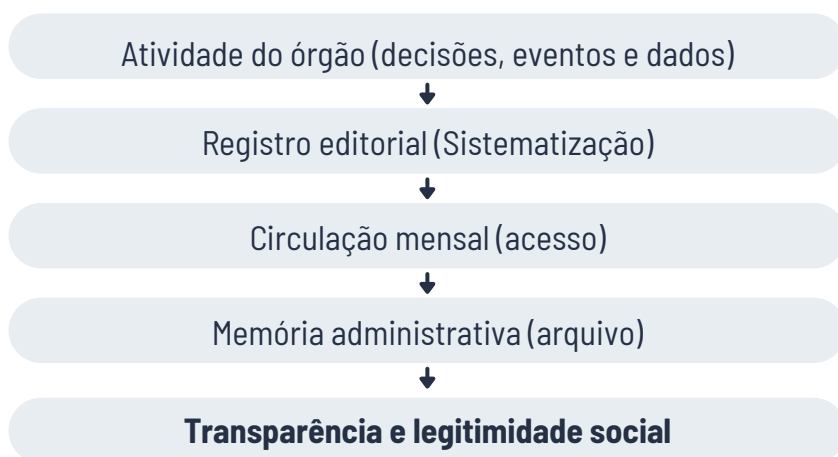 Atividade do órgão (decisões, eventos e dados)
Registro editorial (Sistematização)
Circulação mensal (acesso)
Memória administrativa (arquivo)
Transparência e legitimidade social